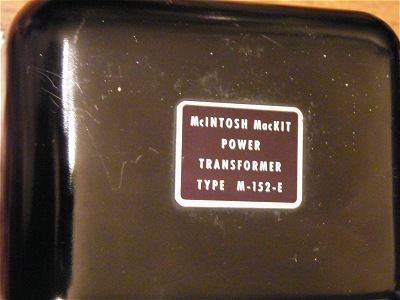 McINTOSH MacKIT
POWER
TRANSFORMER
TYPE M-152-E